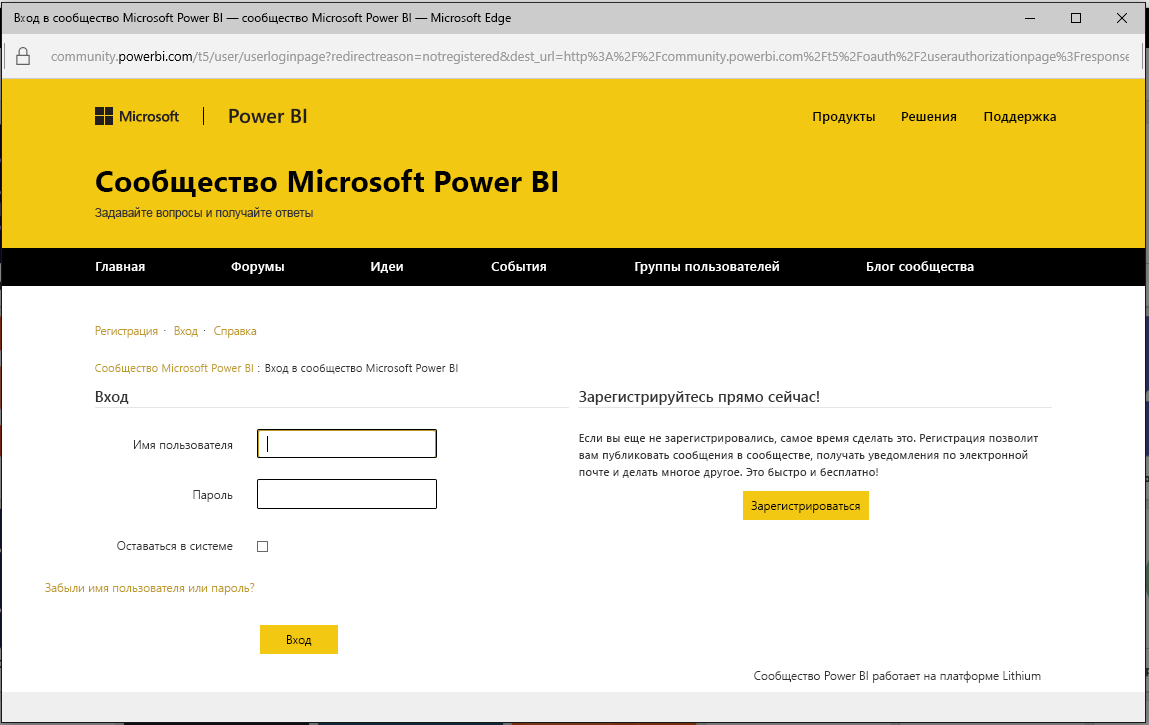 Вход в сообщество Microsoft Power BI — сообщество Microsoft Power BI — Microsoft Edge
community.powerbi.com/t5/user/userloginpage?redirectreason=notregistered&dest_url=http%3A%2F%2Fcommunity.powerbi.com%2Ft5%2Foauth%2F2userauthorizationpage%3Fresponse
Microsoft | Power BI Продукты Решения Поддержка
Сообщество Microsoft Power BI
Задавайте вопросы и получайте ответы
Главная Форумы Идеи События Группы пользователей Блог сообщества
Регистрация · Вход · Справка
Сообщество Microsoft Power BI : Вход в сообщество Microsoft Power BI
Вход
Имя пользователя
Пароль
Оставаться в системе
Забыли имя пользователя или пароль?
Вход
Зарегистрируйтесь прямо сейчас!
Если вы еще не зарегистрировались, самое время сделать это. Регистрация позволит
вам публиковать сообщения в сообществе, получать уведомления по электронной
почте и делать многое другое. Это быстро и бесплатно!
Зарегистрироваться
Сообщество Power BI работает на платформе Lithium